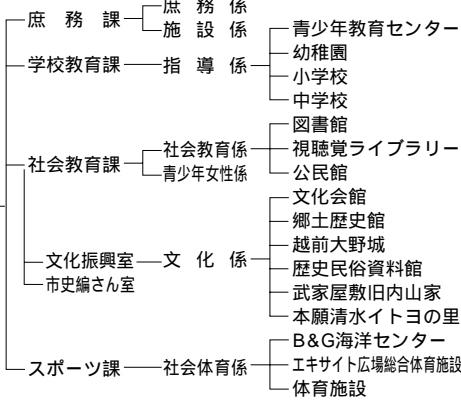 庶務係
庶務課
施設係
青少年教育センター
幼稚園
学校教育課 指導係
小学校
中学校
図書館
社会教育課 社会教育係 視聴覚ライブラリー
青少年女性係
公民館
文化会館
郷土歴史館
越前大野城
文化振興室 文化係
歴史民俗資料館
市史編さん室
武家屋敷旧内山家
本願清水イトヨの里
B&G海洋センター
スポーツ課 社会体育係 エキサイト広場総合体育施設
体育施設